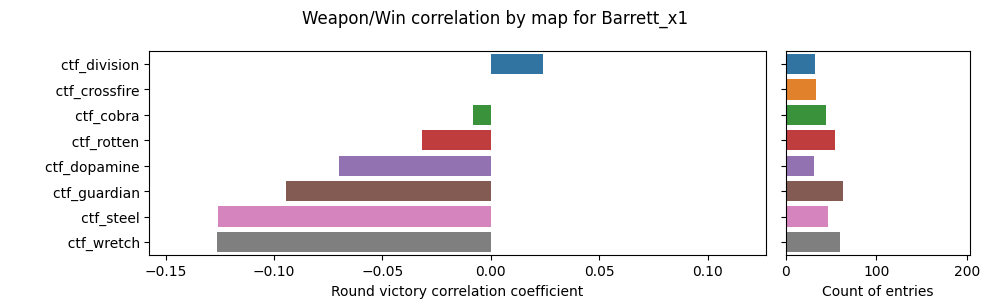 Weapon/Win correlation by map for Barrett_x1
ctf_division
ctf_crossfire
ctf_cobra
ctf_rotten
ctf_dopamine
ctf_guardian
ctf_steel
ctf_wretch
−0.15 −0.10 −0.05 0.00 0.05 0.10
Round victory correlation coefficient
0 100 200
Count of entries